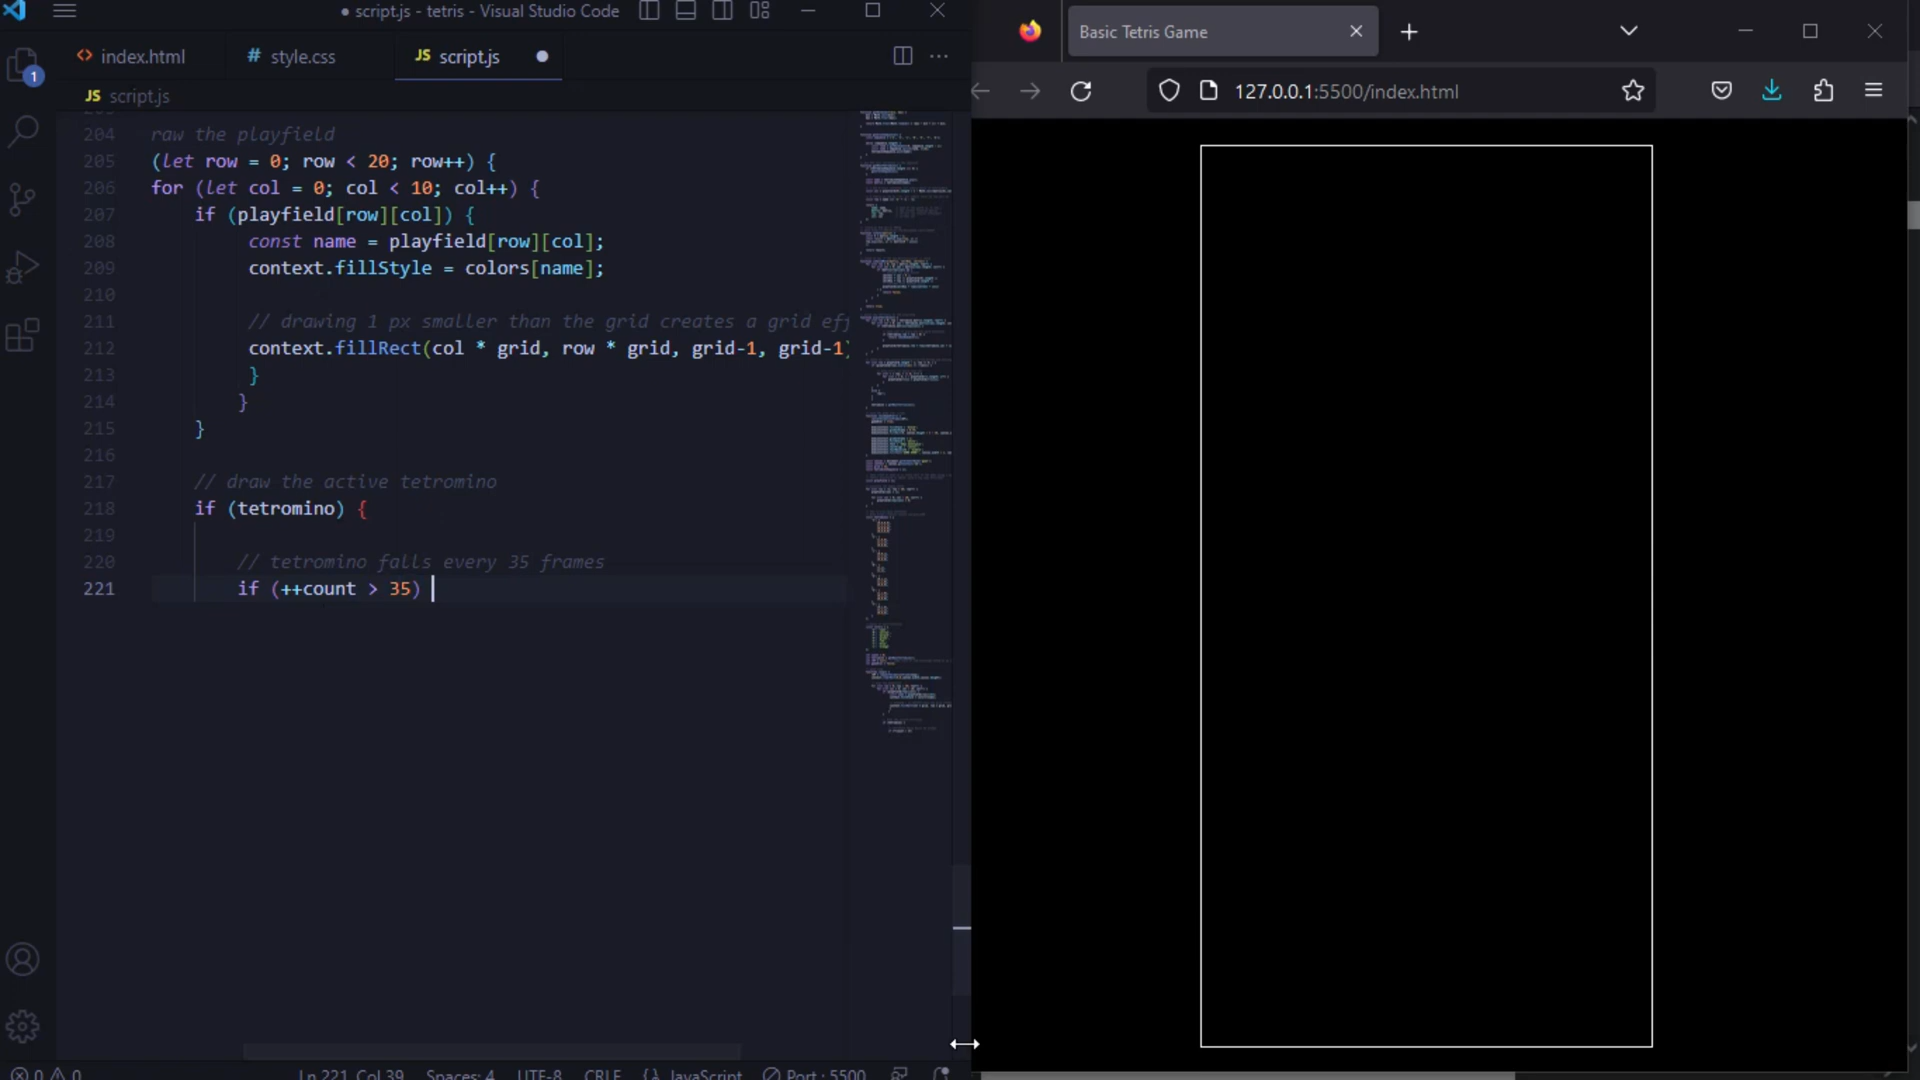 script.js - tetris - Visual Studio Code
index.html
# style.css
JS script.js
1
JS script.js
204 raw the playfield
205 (let row = 0; row < 20; row++) {
206 for (let col = 0; col < 10; col++) {
207 if (playfield[row][col]) {
208 const name = playfield[row][col];
209 context.fillStyle = colors[name];
210
211 // drawing 1 px smaller than the grid creates a grid eff
212 context.fillRect(col * grid, row * grid, grid-1, grid-1)
213 }
214 }
215 }
216
217 // draw the active tetromino
218 if (tetromino) {
219
220 // tetromino falls every 35 frames
221 if (++count > 35)
0 0 Ln 221, Col 39 Spaces: 4 UTF-8 CRLF {} JavaScript Port : 5500
Basic Tetris Game
127.0.0.1:5500/index.html